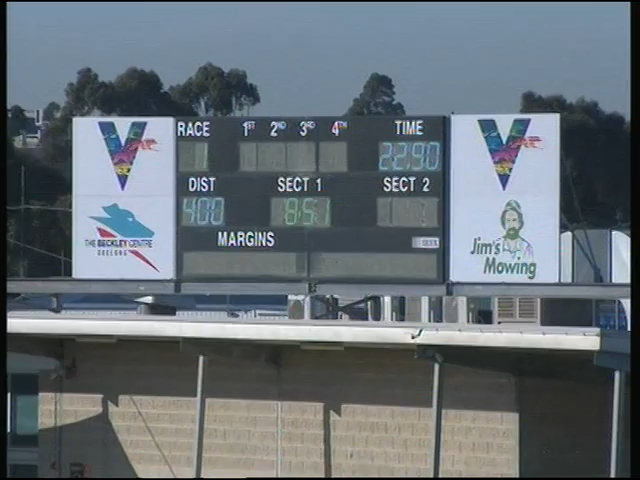 RACE 1ST 2ND 3RD 4TH TIME
1 22.90
DIST SECT 1 SECT 2
400 8.51
MARGINS
V
THE BECKLEY CENTRE
GEELONG
V
Jim's
Mowing